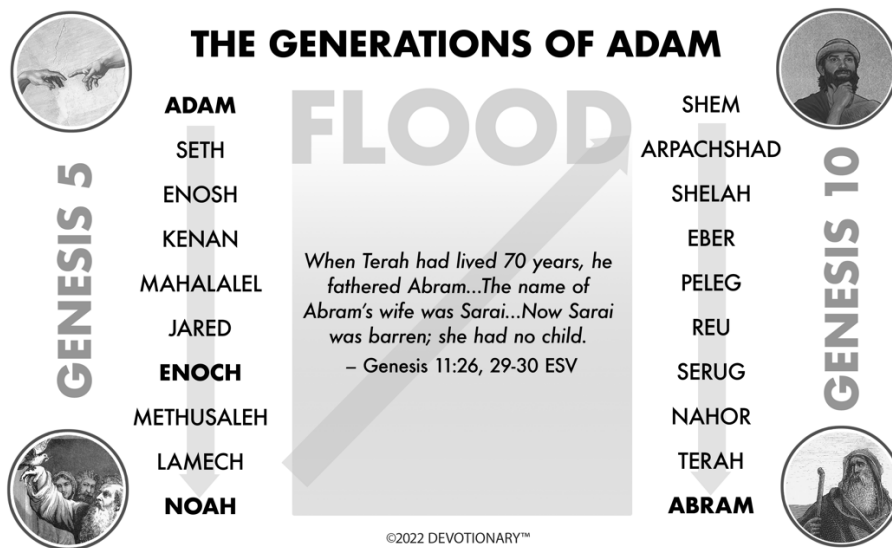 THE GENERATIONS OF ADAM
GENESIS 5
ADAM
SETH
ENOSH
KENAN
MAHALALEL
JARED
ENOCH
METHUSALEH
LAMECH
NOAH
FLOOD
When Terah had lived 70 years, he
fathered Abram...The name of
Abram’s wife was Sarai...Now Sarai
was barren; she had no child.
– Genesis 11:26, 29-30 ESV
SHEM
ARPACHSHAD
SHELAH
EBER
PELEG
REU
SERUG
NAHOR
TERAH
ABRAM
GENESIS 10
©2022 DEVOTIONARY™